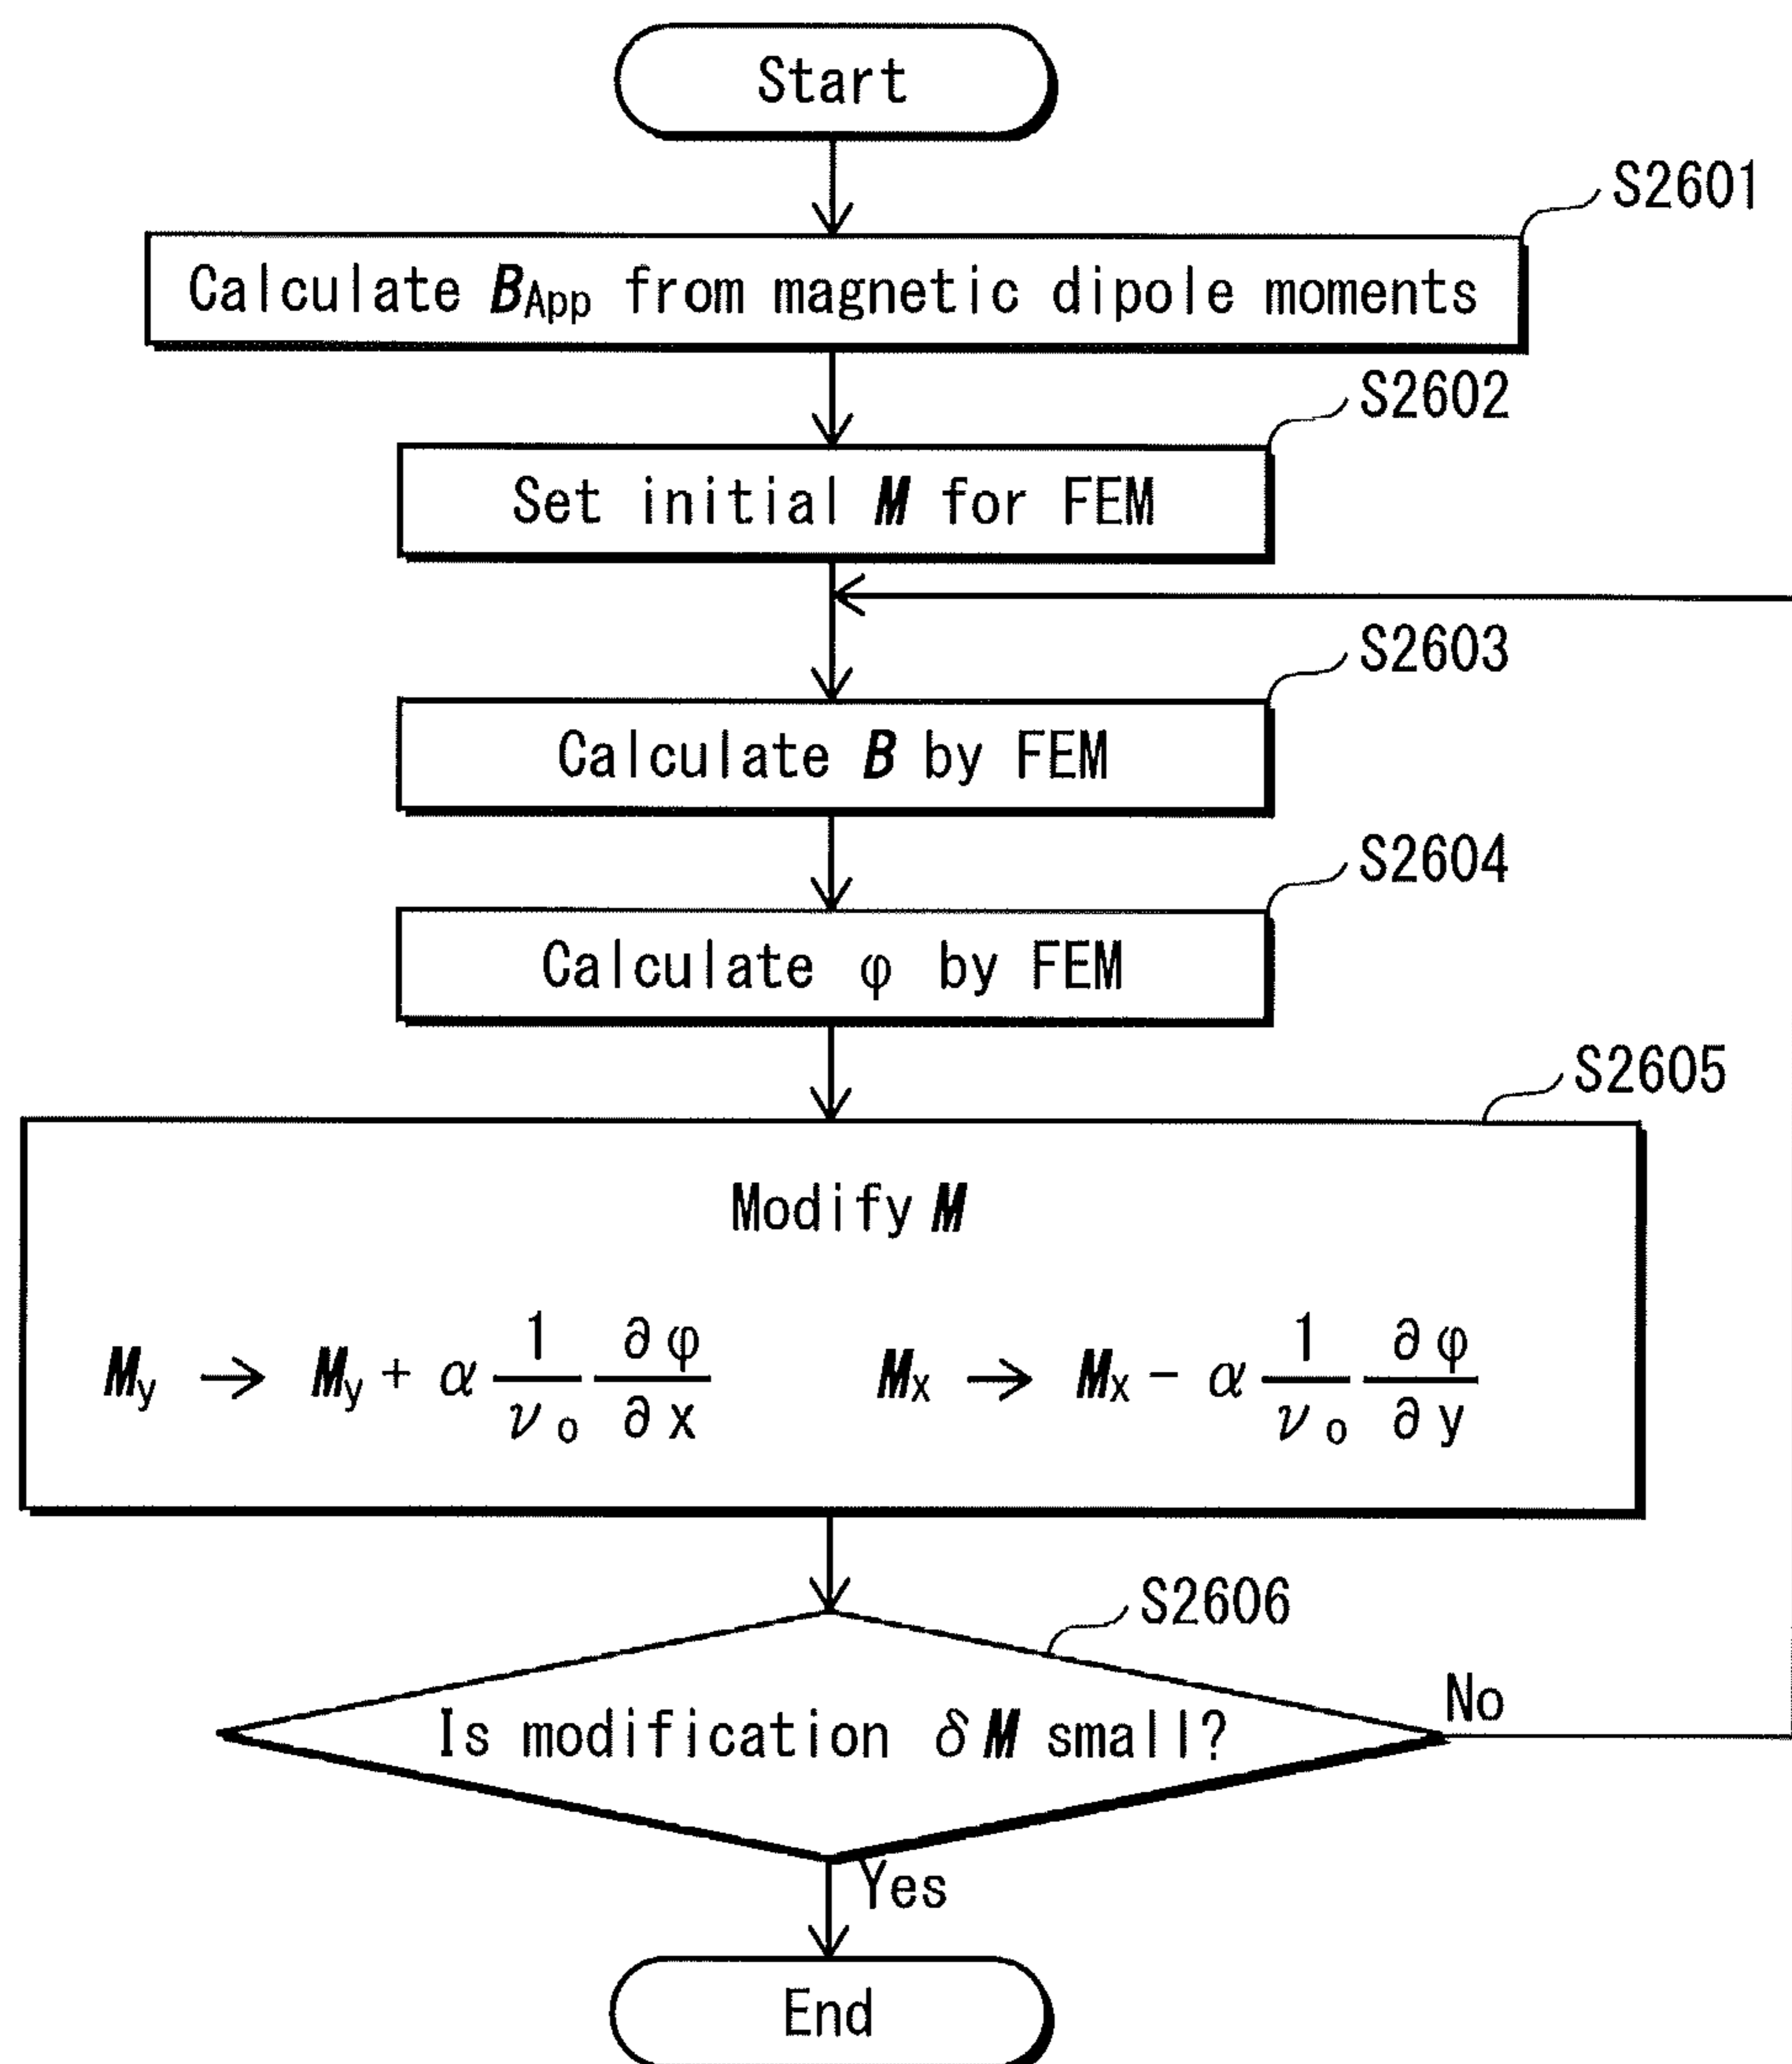 Start
S2601
Calculate BApp from magnetic dipole moments
S2602
Set initial M for FEM
S2603
Calculate B by FEM
S2604
Calculate φ by FEM
S2605
Modify M
My → My + α 1/ν0 ∂φ/∂x Mx → Mx − α 1/ν0 ∂φ/∂y
S2606
Is modification δM small?
No
Yes
End